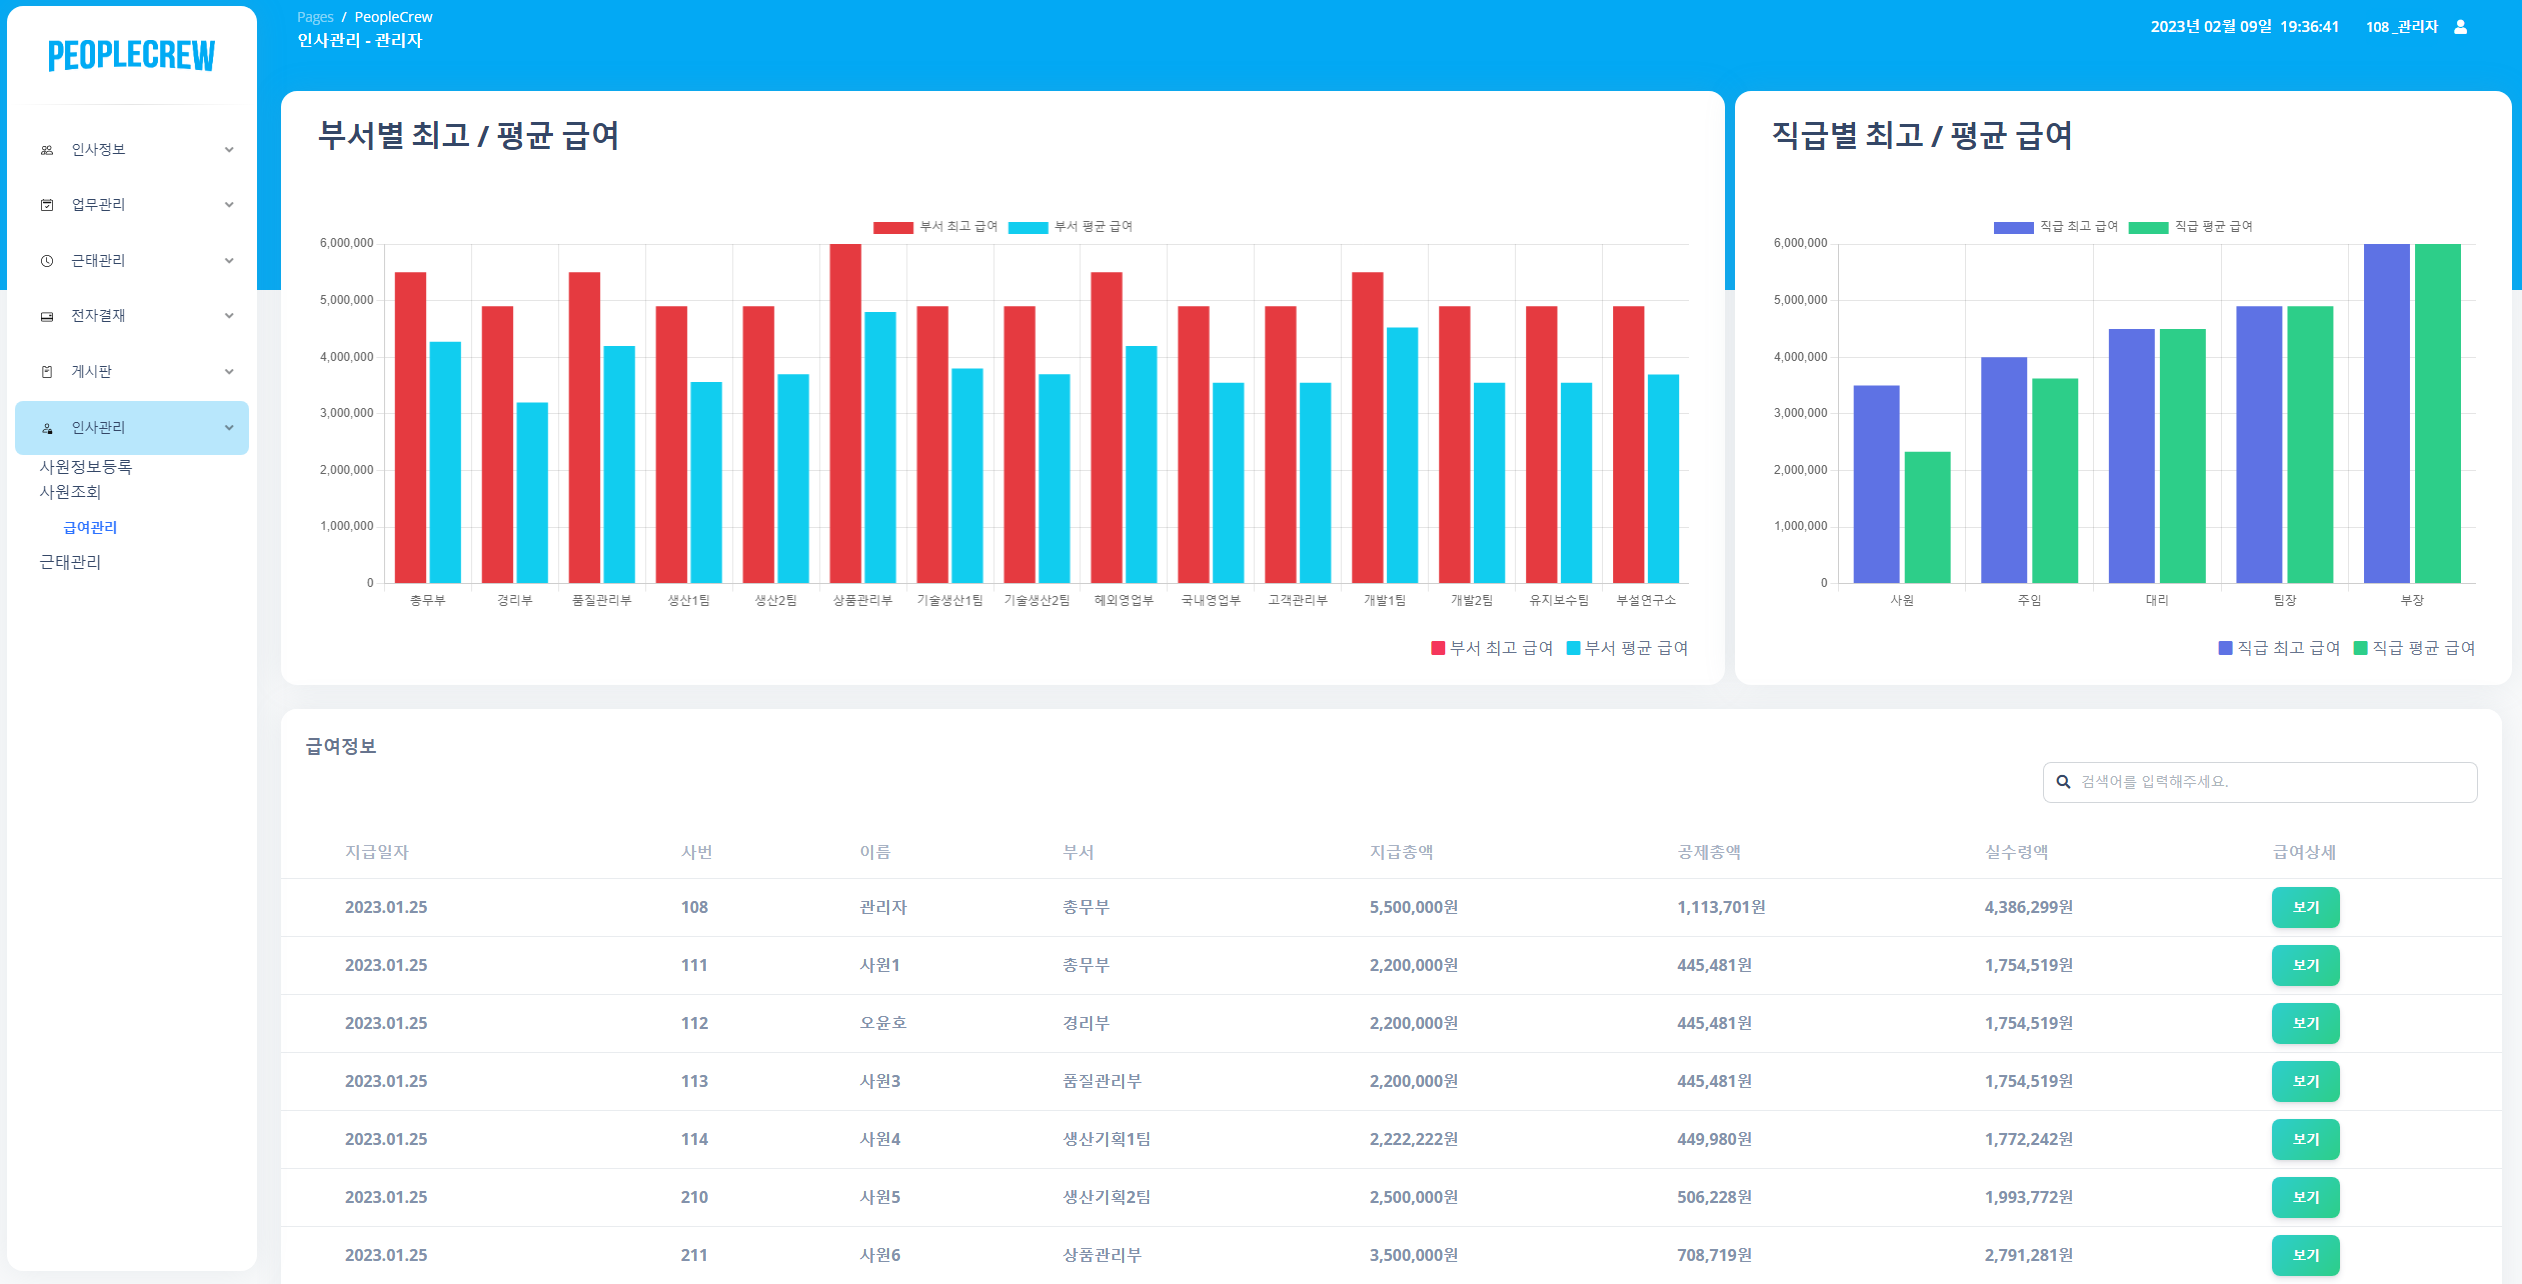 PEOPLECREW
인사정보
업무관리
근태관리
전자결재
게시판
인사관리
사원정보등록
사원조회
급여관리
근태관리
Pages / PeopleCrew
인사관리 - 관리자
2023년 02월 09일 19:36:41 108_관리자
부서별 최고 / 평균 급여
부서 최고 급여 부서 평균 급여
6,000,000
5,000,000
4,000,000
3,000,000
2,000,000
1,000,000
0
총무부 경리부 품질관리부 생산1팀 생산2팀 상품관리부 기술생산1팀 기술생산2팀 해외영업부 국내영업부 고객관리부 개발1팀 개발2팀 유지보수팀 부설연구소
부서 최고 급여 부서 평균 급여
직급별 최고 / 평균 급여
직급 최고 급여 직급 평균 급여
6,000,000
5,000,000
4,000,000
3,000,000
2,000,000
1,000,000
0
사원 주임 대리 팀장 부장
직급 최고 급여 직급 평균 급여
급여정보
검색어를 입력해주세요.
지급일자 사번 이름 부서 지급총액 공제총액 실수령액 급여상세
2023.01.25 108 관리자 총무부 5,500,000원 1,113,701원 4,386,299원 보기
2023.01.25 111 사원1 총무부 2,200,000원 445,481원 1,754,519원 보기
2023.01.25 112 오윤호 경리부 2,200,000원 445,481원 1,754,519원 보기
2023.01.25 113 사원3 품질관리부 2,200,000원 445,481원 1,754,519원 보기
2023.01.25 114 사원4 생산기획1팀 2,222,222원 449,980원 1,772,242원 보기
2023.01.25 210 사원5 생산기획2팀 2,500,000원 506,228원 1,993,772원 보기
2023.01.25 211 사원6 상품관리부 3,500,000원 708,719원 2,791,281원 보기